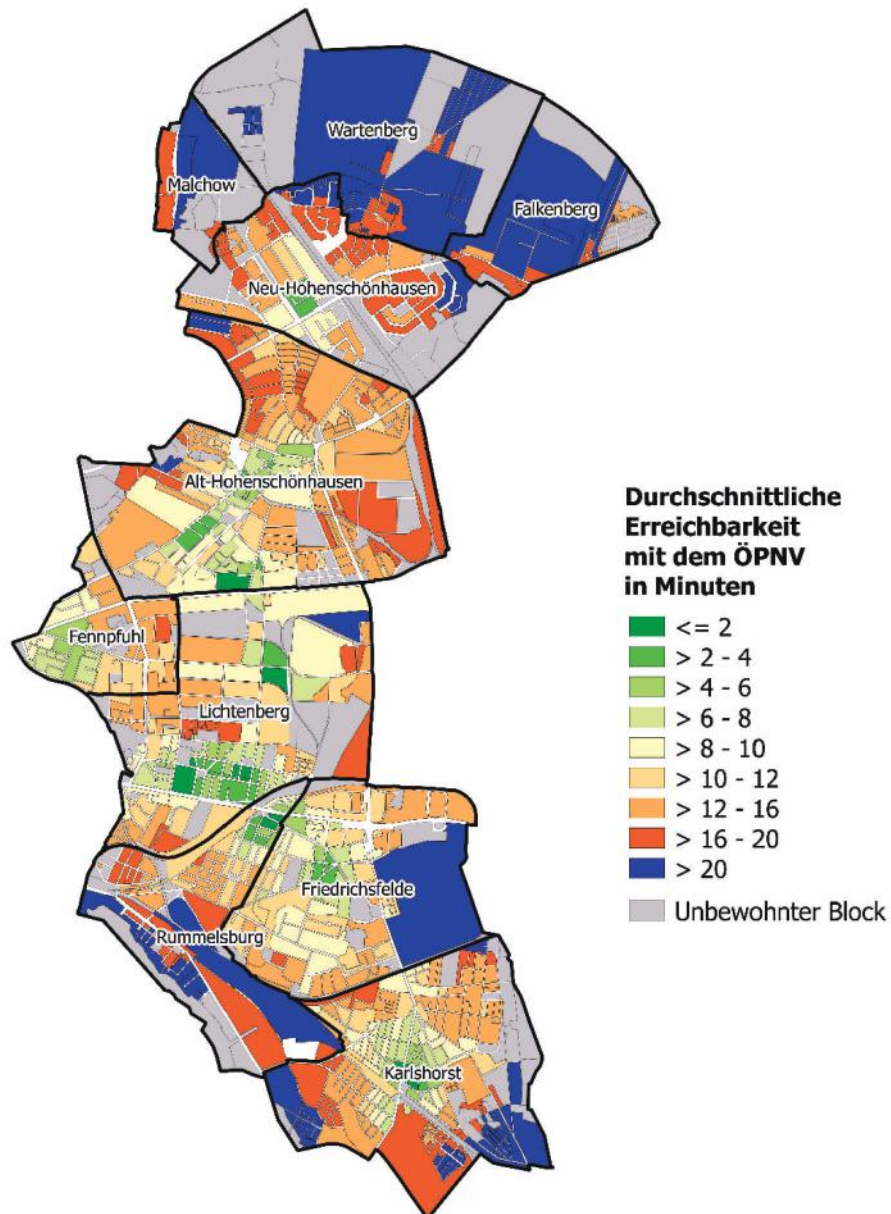 Wartenberg
Malchow
Falkenberg
Neu-Hohenschönhausen
Alt-Hohenschönhausen
Fennpfuhl
Lichtenberg
Friedrichsfelde
Rummelsburg
Karlshorst
Durchschnittliche
Erreichbarkeit
mit dem ÖPNV
in Minuten
<= 2
> 2 - 4
> 4 - 6
> 6 - 8
> 8 - 10
> 10 - 12
> 12 - 16
> 16 - 20
> 20
Unbewohnter Block